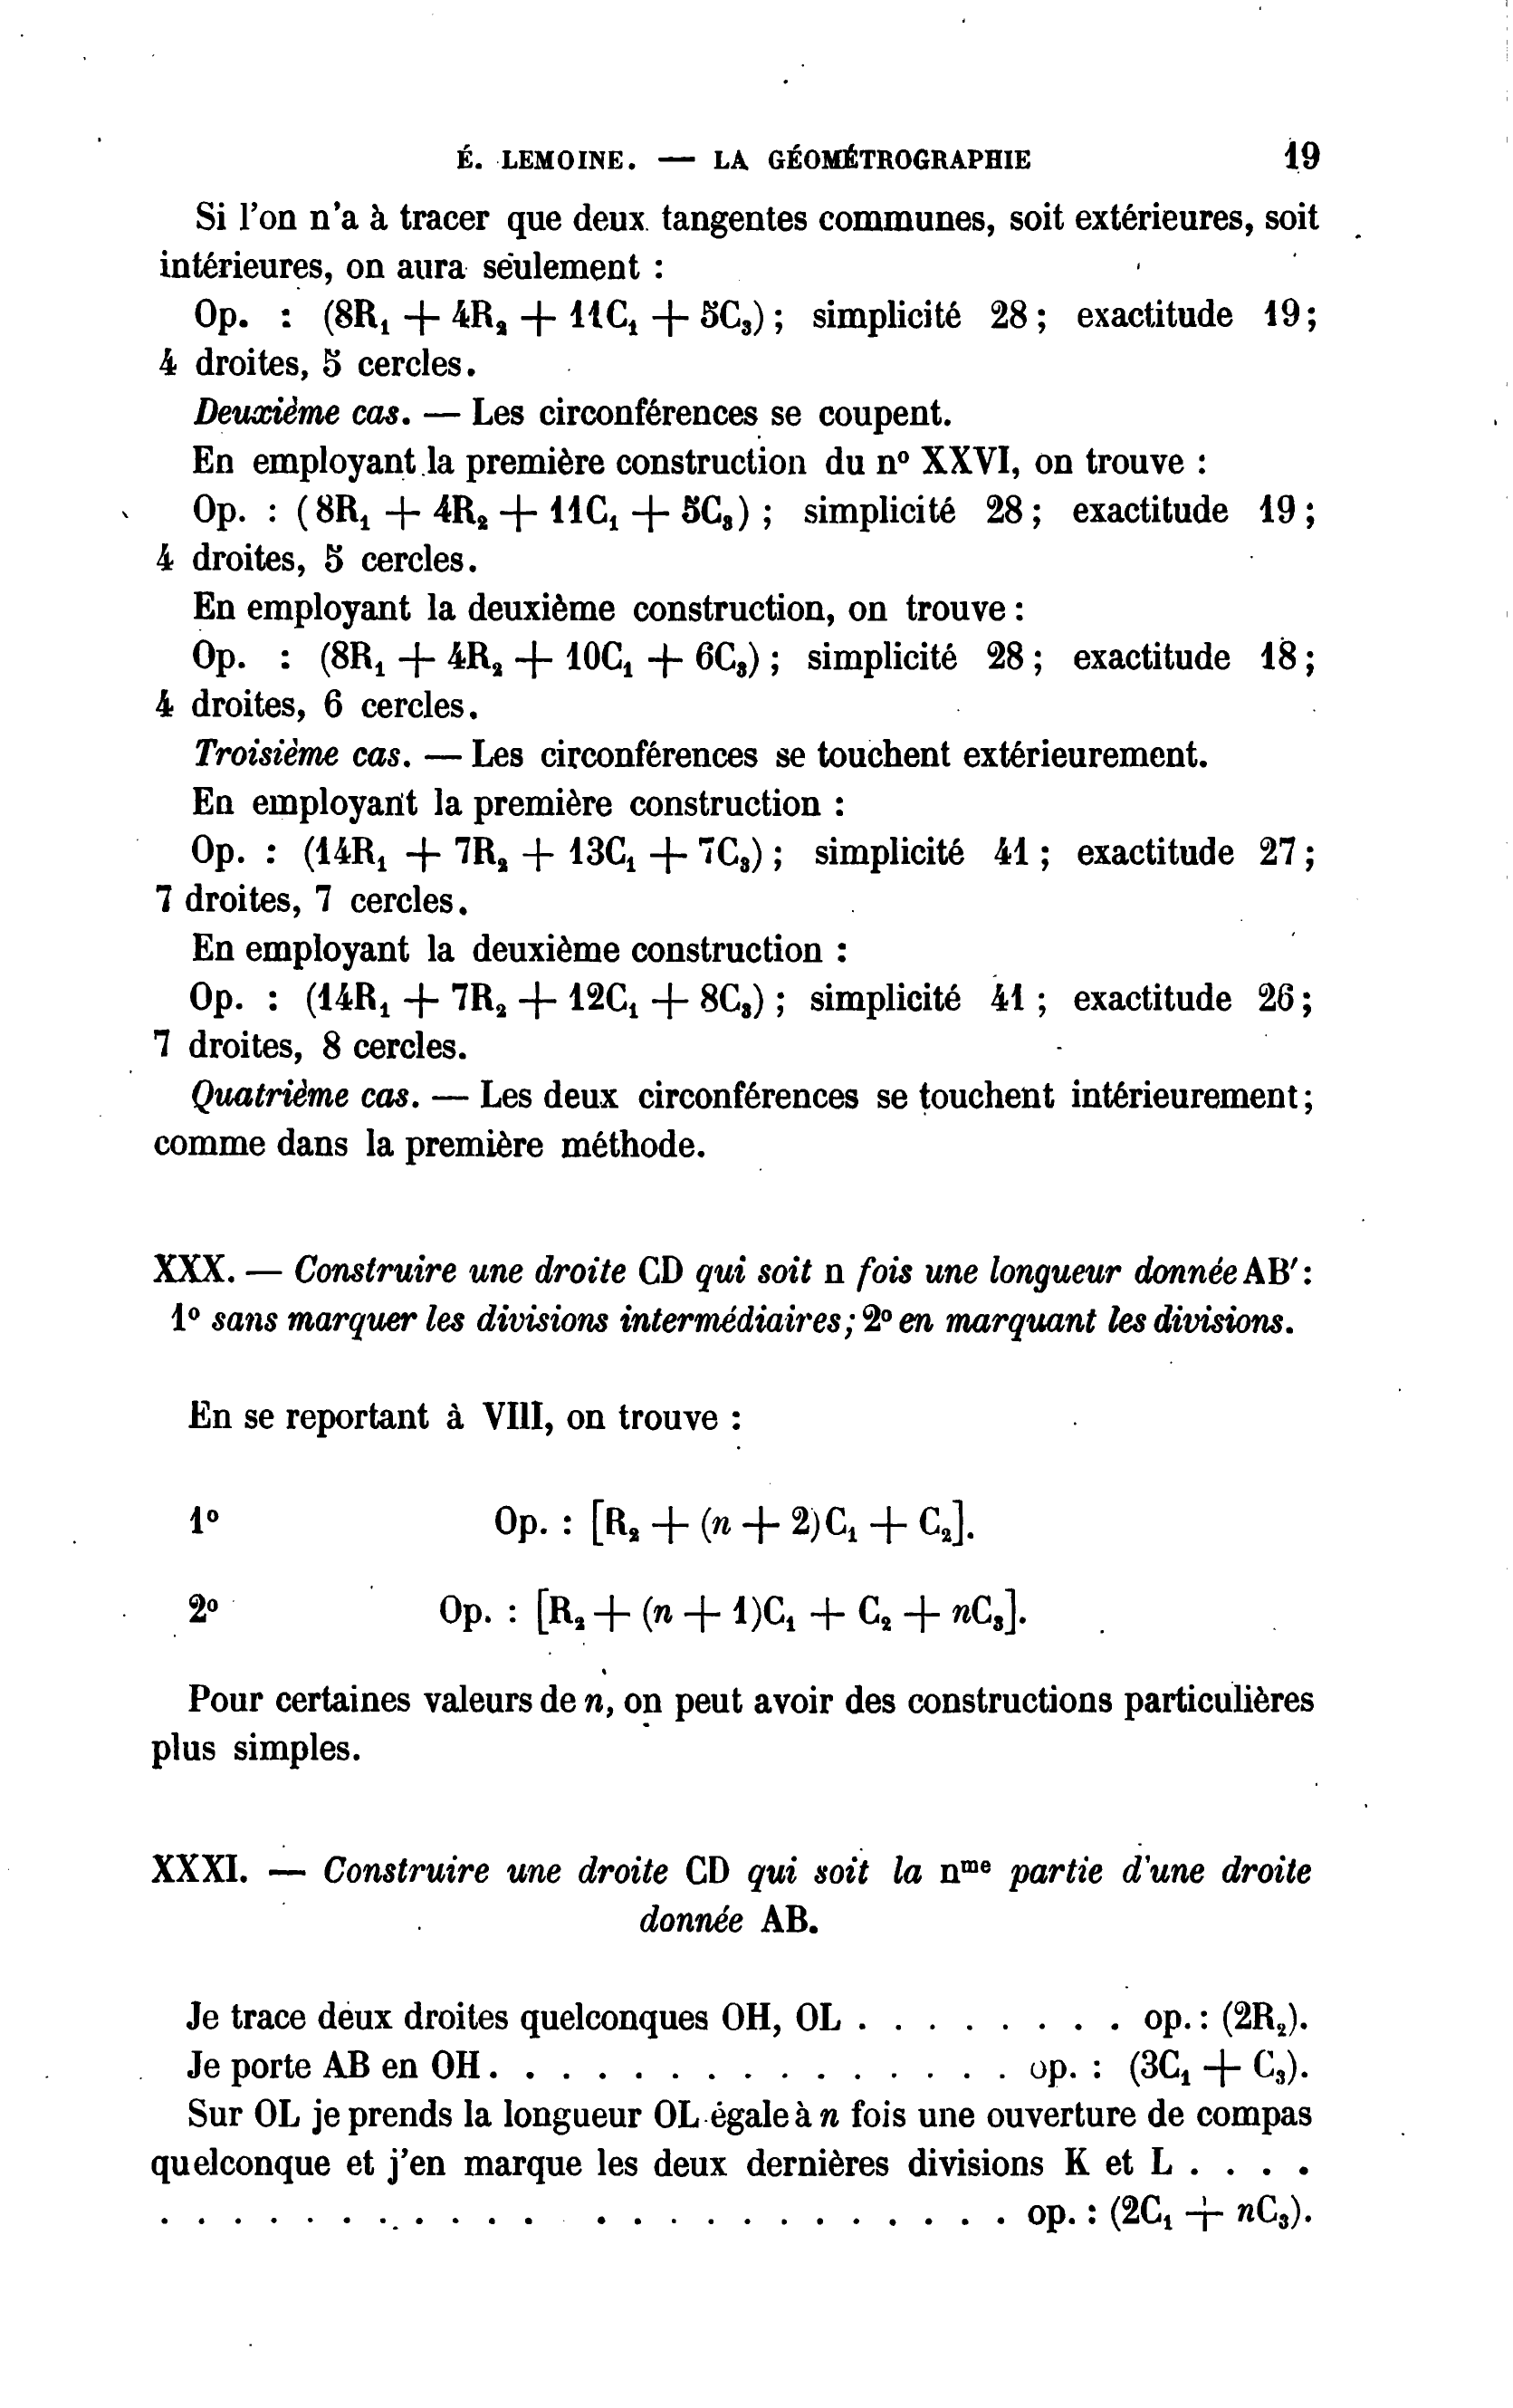 É. LEMOINE. — LA GÉOMÉTROGRAPHIE 19
Si l'on n'a à tracer que deux tangentes communes, soit extérieures, soit
intérieures, on aura seulement :
Op. : (8R₁ + 4R₂ + 11C₁ + 5C₃) ; simplicité 28 ; exactitude 19 ;
4 droites, 5 cercles.
Deuxième cas. — Les circonférences se coupent.
En employant la première construction du nº XXVI, on trouve :
Op. : (8R₁ + 4R₂ + 11C₁ + 5C₃) ; simplicité 28 ; exactitude 19 ;
4 droites, 5 cercles.
En employant la deuxième construction, on trouve :
Op. : (8R₁ + 4R₂ + 10C₁ + 6C₃) ; simplicité 28 ; exactitude 18 ;
4 droites, 6 cercles.
Troisième cas. — Les circonférences se touchent extérieurement.
En employant la première construction :
Op. : (14R₁ + 7R₂ + 13C₁ + 7C₃) ; simplicité 41 ; exactitude 27 ;
7 droites, 7 cercles.
En employant la deuxième construction :
Op. : (14R₁ + 7R₂ + 12C₁ + 8C₃) ; simplicité 41 ; exactitude 26 ;
7 droites, 8 cercles.
Quatrième cas. — Les deux circonférences se touchent intérieurement ;
comme dans la première méthode.
XXX. — Construire une droite CD qui soit n fois une longueur donnée AB' :
1º sans marquer les divisions intermédiaires ; 2º en marquant les divisions.
En se reportant à VIII, on trouve :
1º Op. : [R₂ + (n + 2)C₁ + C₂].
2º Op. : [R₂ + (n + 1)C₁ + C₂ + nC₃].
Pour certaines valeurs de n, on peut avoir des constructions particulières
plus simples.
XXXI. — Construire une droite CD qui soit la nᵐᵉ partie d'une droite
donnée AB.
Je trace deux droites quelconques OH, OL . . . . . . . . op. : (2R₂).
Je porte AB en OH. . . . . . . . . . . . . . . op. : (3C₁ + C₃).
Sur OL je prends la longueur OL égale à n fois une ouverture de compas
quelconque et j'en marque les deux dernières divisions K et L . . . .
. . . . . . . . . . . . . . . . . . . . . . . op. : (2C₁ + nC₃).